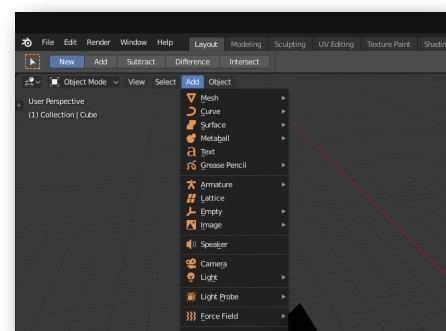 File Edit Render Window Help Layout Modeling Sculpting UV Editing Texture Paint Shadin
New Add Subtract Difference Intersect
Object Mode View Select Add Object
User Perspective
(1) Collection | Cube
Mesh
Curve
Surface
Metaball
Text
Grease Pencil
Armature
Lattice
Empty
Image
Speaker
Camera
Light
Light Probe
Force Field